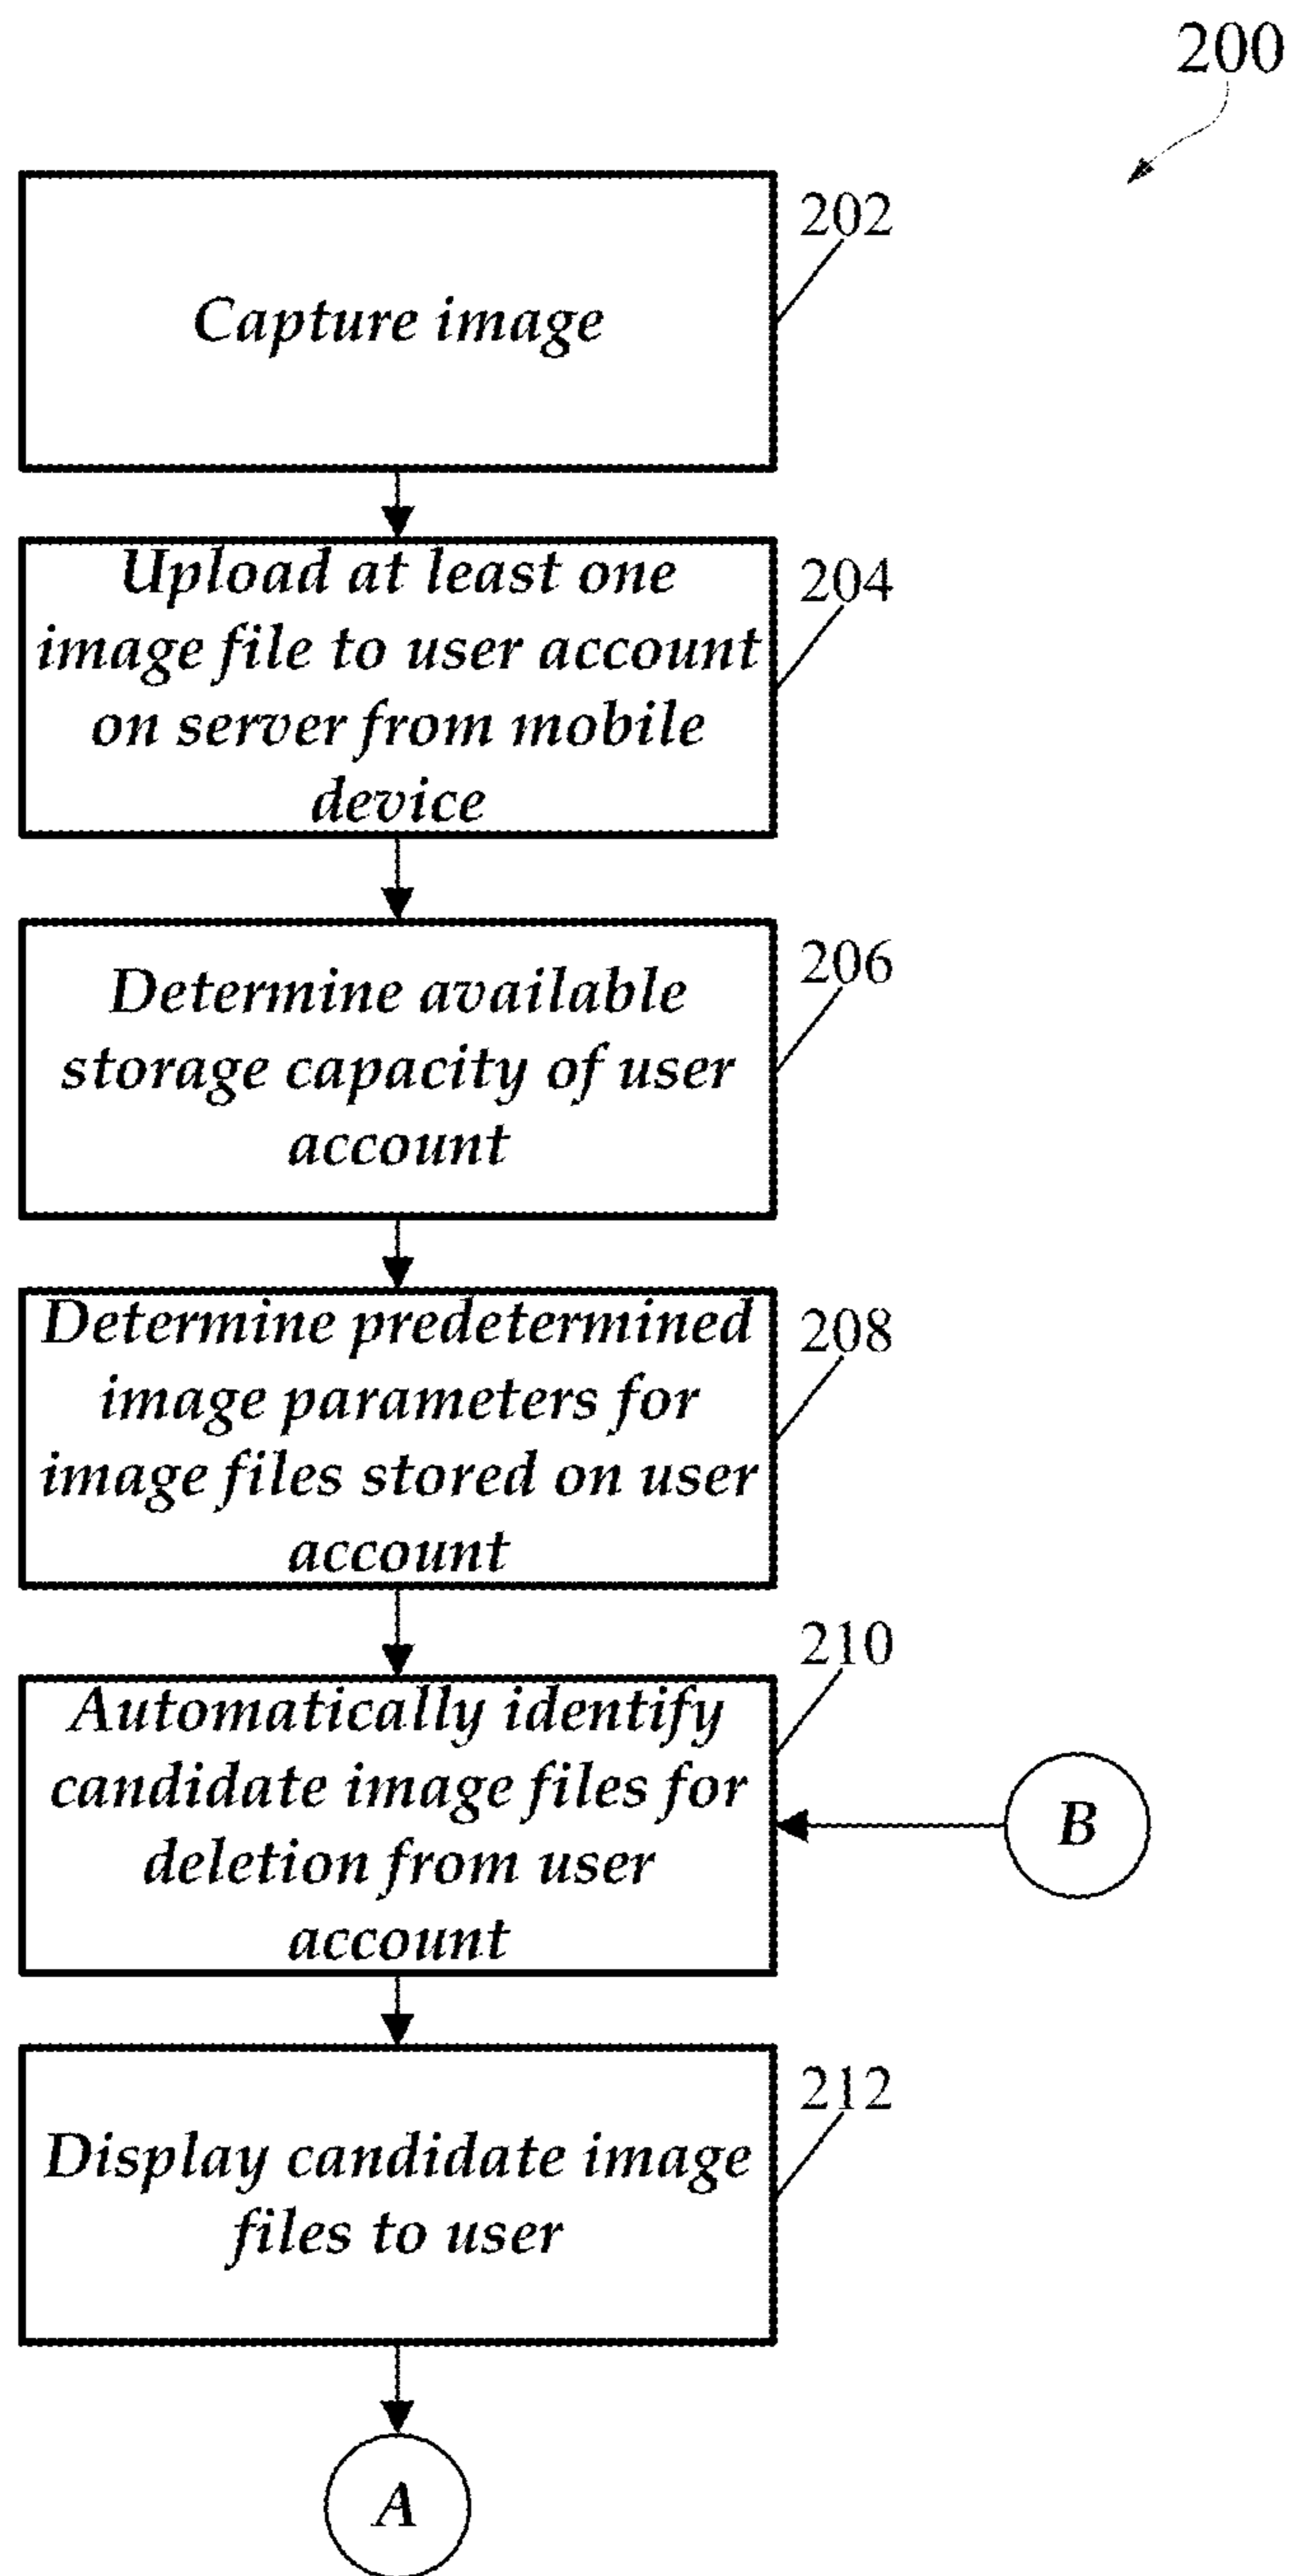 200
202
Capture image
204
Upload at least one
image file to user account
on server from mobile
device
206
Determine available
storage capacity of user
account
208
Determine predetermined
image parameters for
image files stored on user
account
210
Automatically identify
candidate image files for
deletion from user
account
B
212
Display candidate image
files to user
A